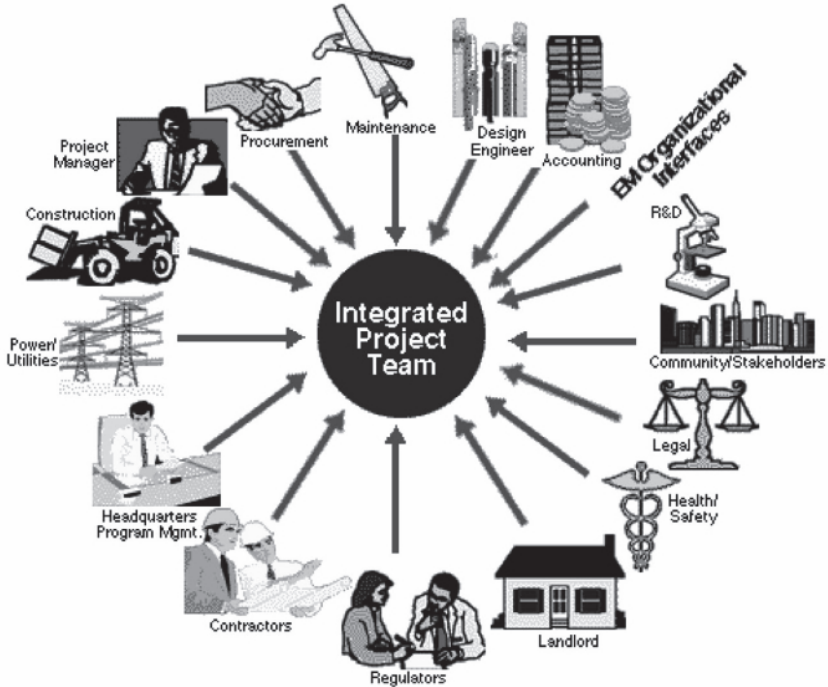 Integrated
Project
Team
Maintenance
Design
Engineer
Accounting
EM Organizational
Interfaces
R&D
Community/Stakeholders
Legal
Health/
Safety
Landlord
Regulators
Contractors
Headquarters
Program Mgmt.
Power/
Utilities
Construction
Project
Manager
Procurement